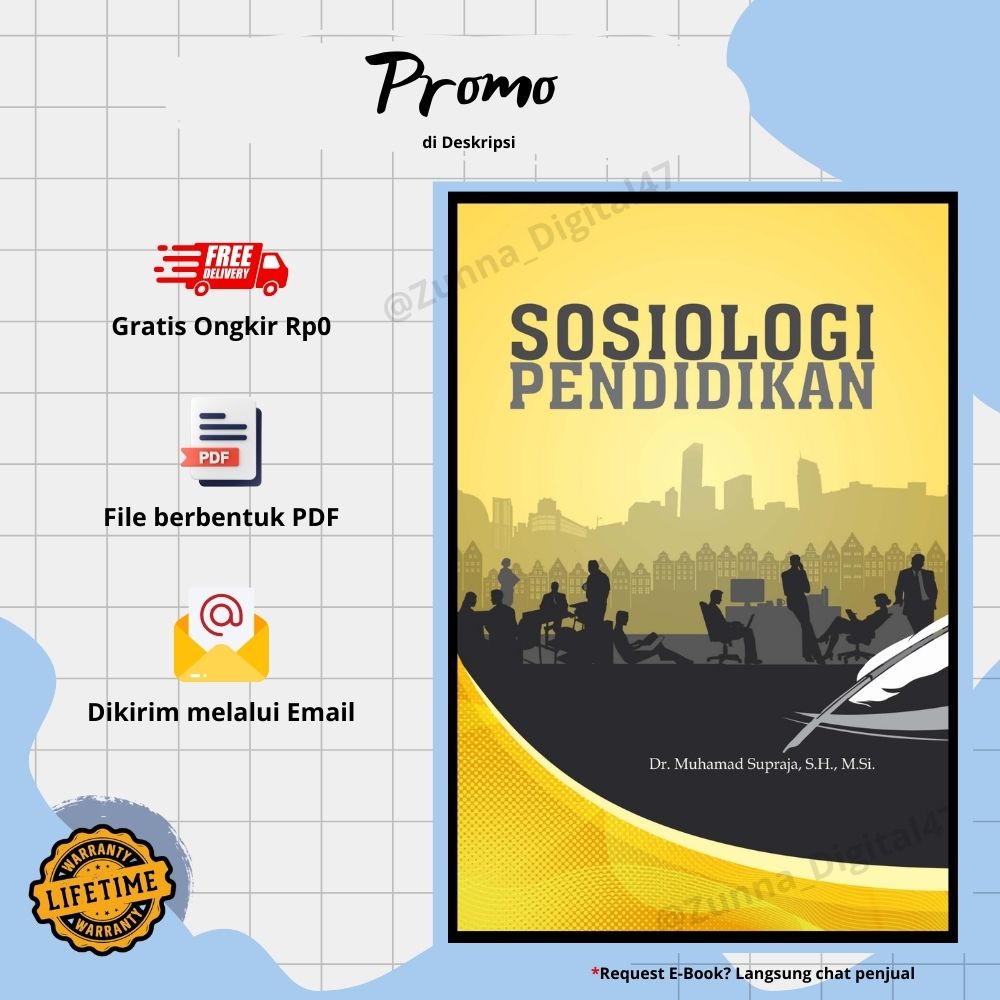 Promo
di Deskripsi
FREE
DELIVERY
Gratis Ongkir Rp0
PDF
File berbentuk PDF
@
Dikirim melalui Email
WARRANTY
LIFETIME
WARRANTY
@Zunna_Digital47
SOSIOLOGI
PENDIDIKAN
Dr. Muhamad Supraja, S.H., M.Si.
@Zunna_Digital47
*Request E-Book? Langsung chat penjual